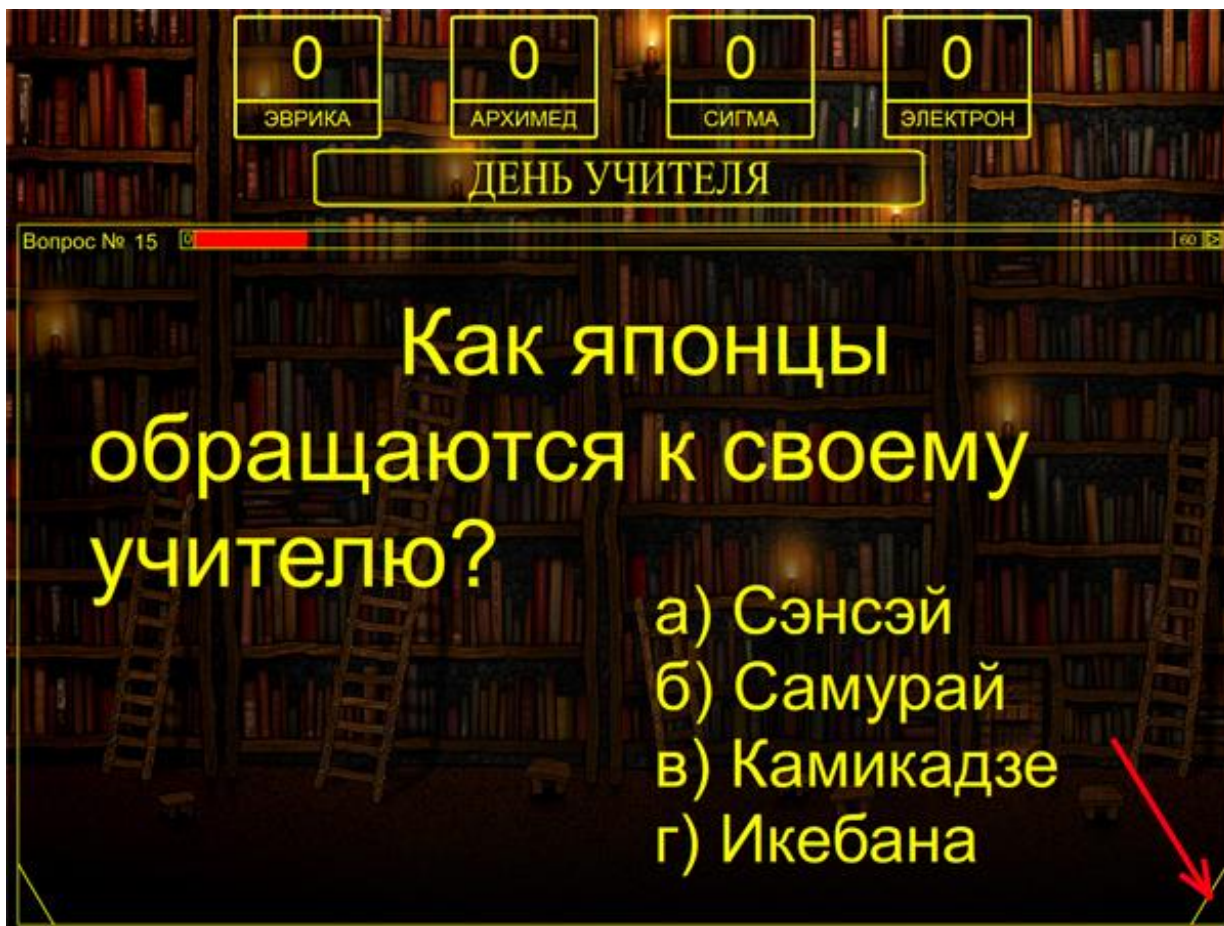 0 0 0 0
ЭВРИКА АРХИМЕД СИГМА ЭЛЕКТРОН
ДЕНЬ УЧИТЕЛЯ
Вопрос № 15 0 60 >
Как японцы
обращаются к своему
учителю?
а) Сэнсэй
б) Самурай
в) Камикадзе
г) Икебана